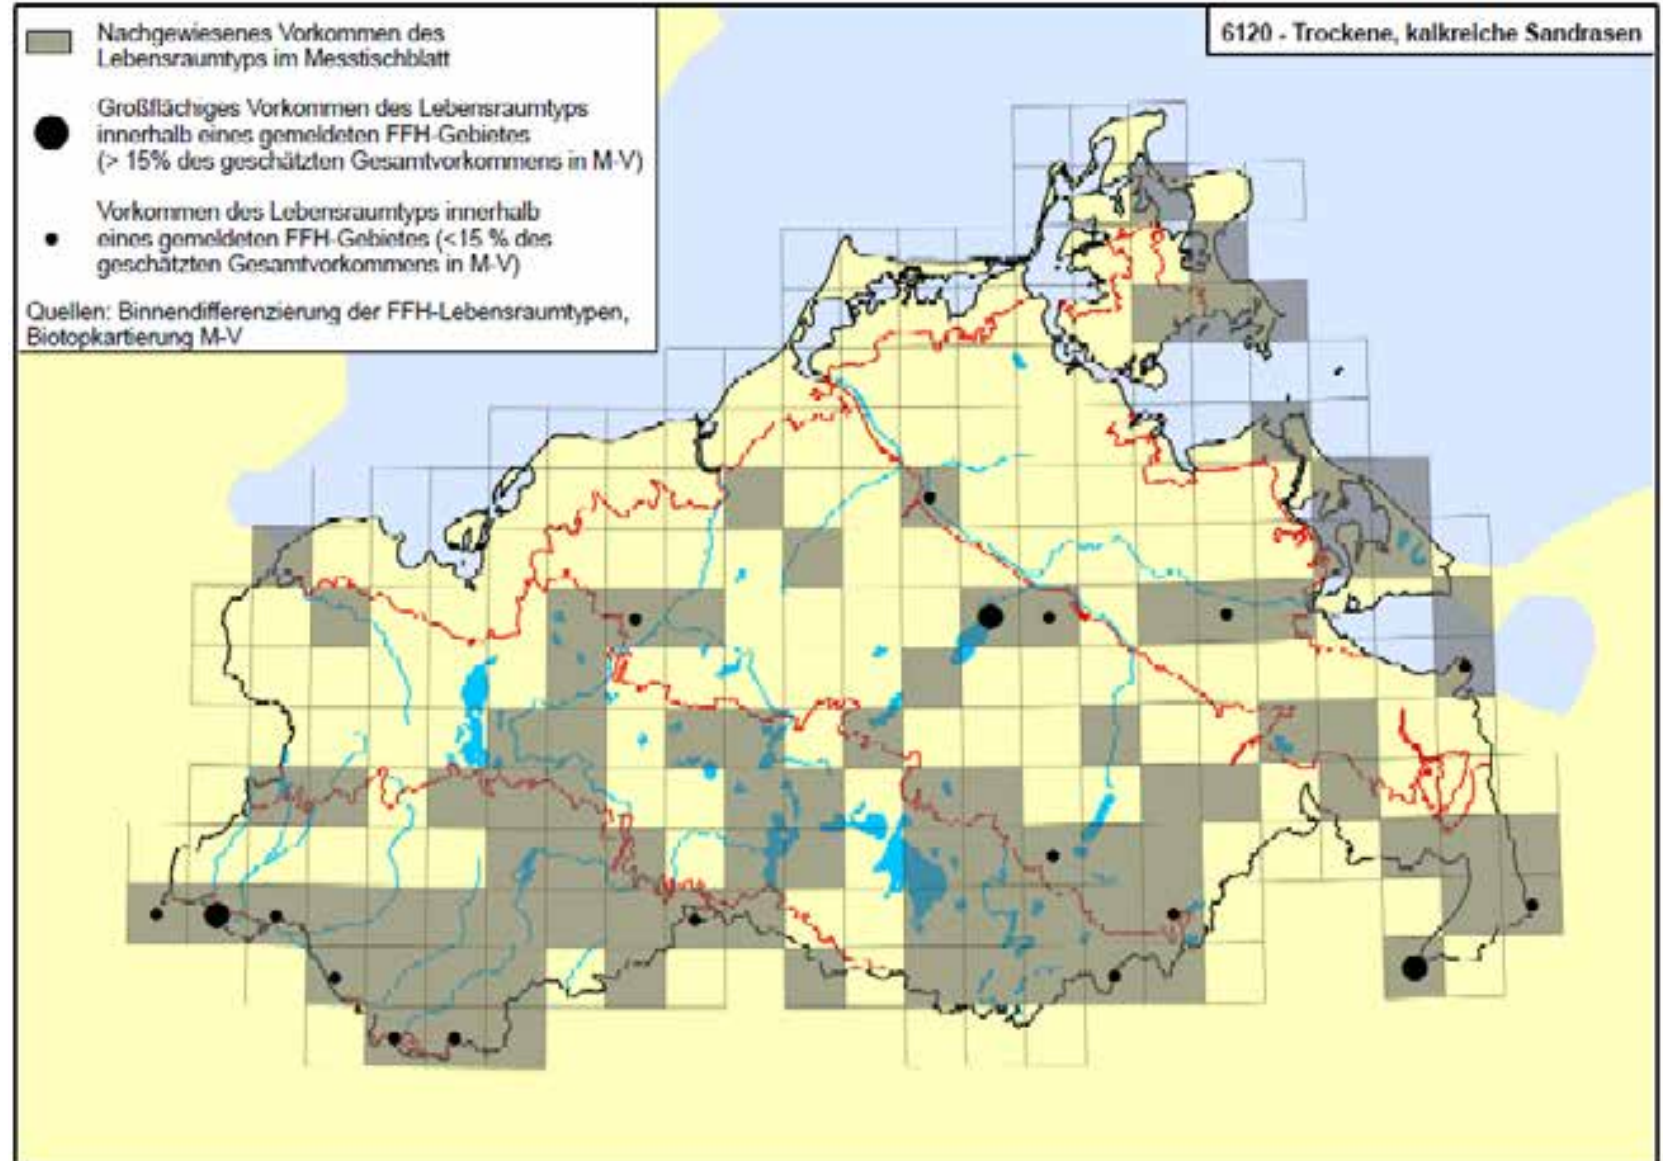 Nachgewiesenes Vorkommen des
Lebensraumtyps im Messtischblatt
Großflächiges Vorkommen des Lebensraumtyps
innerhalb eines gemeldeten FFH-Gebietes
(> 15% des geschätzten Gesamtvorkommens in M-V)
Vorkommen des Lebensraumtyps innerhalb
eines gemeldeten FFH-Gebietes (<15 % des
geschätzten Gesamtvorkommens in M-V)
Quellen: Binnendifferenzierung der FFH-Lebensraumtypen,
Biotopkartierung M-V
6120 - Trockene, kalkreiche Sandrasen